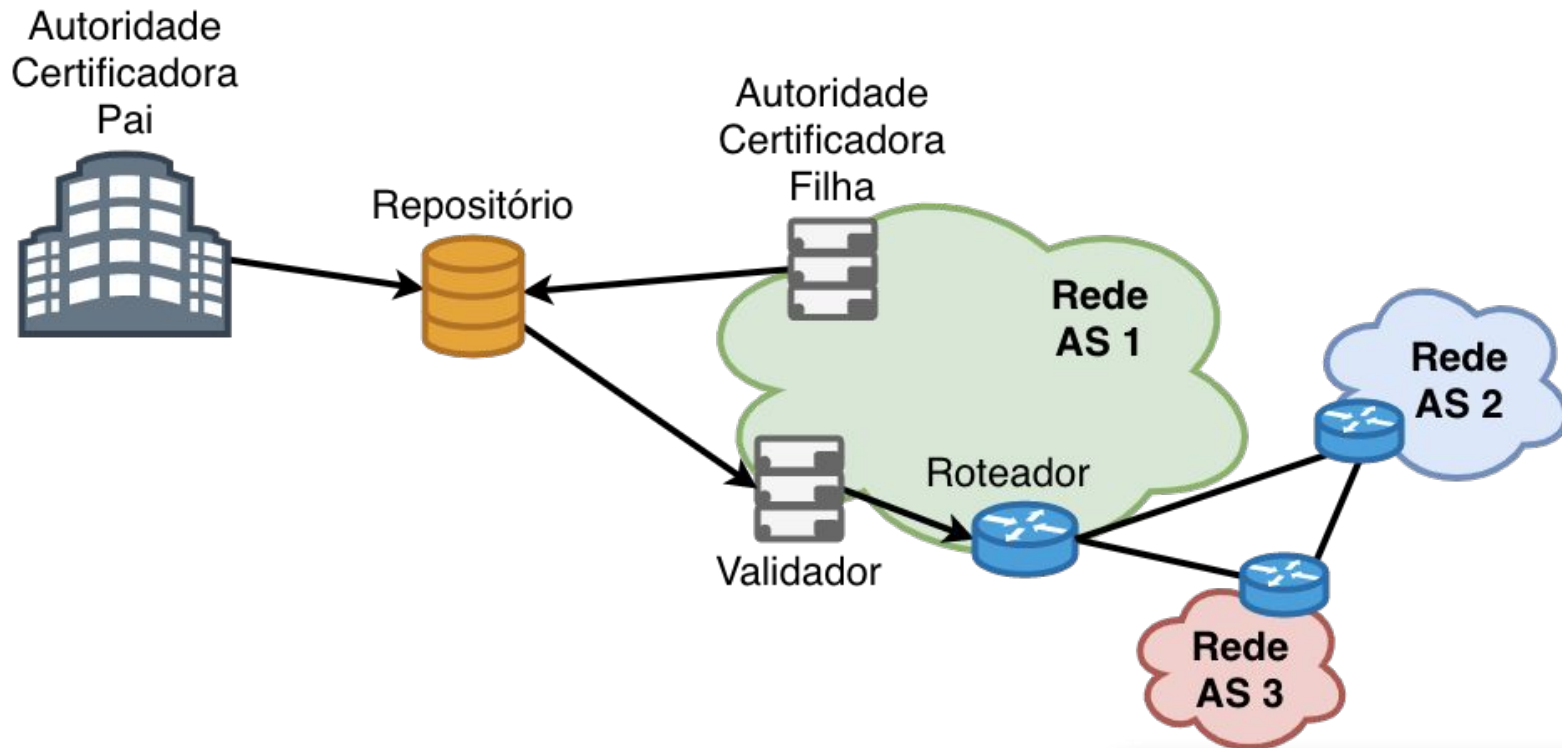 Autoridade
Certificadora
Pai
Repositório
Autoridade
Certificadora
Filha
Rede
AS 1
Rede
AS 2
Roteador
Validador
Rede
AS 3